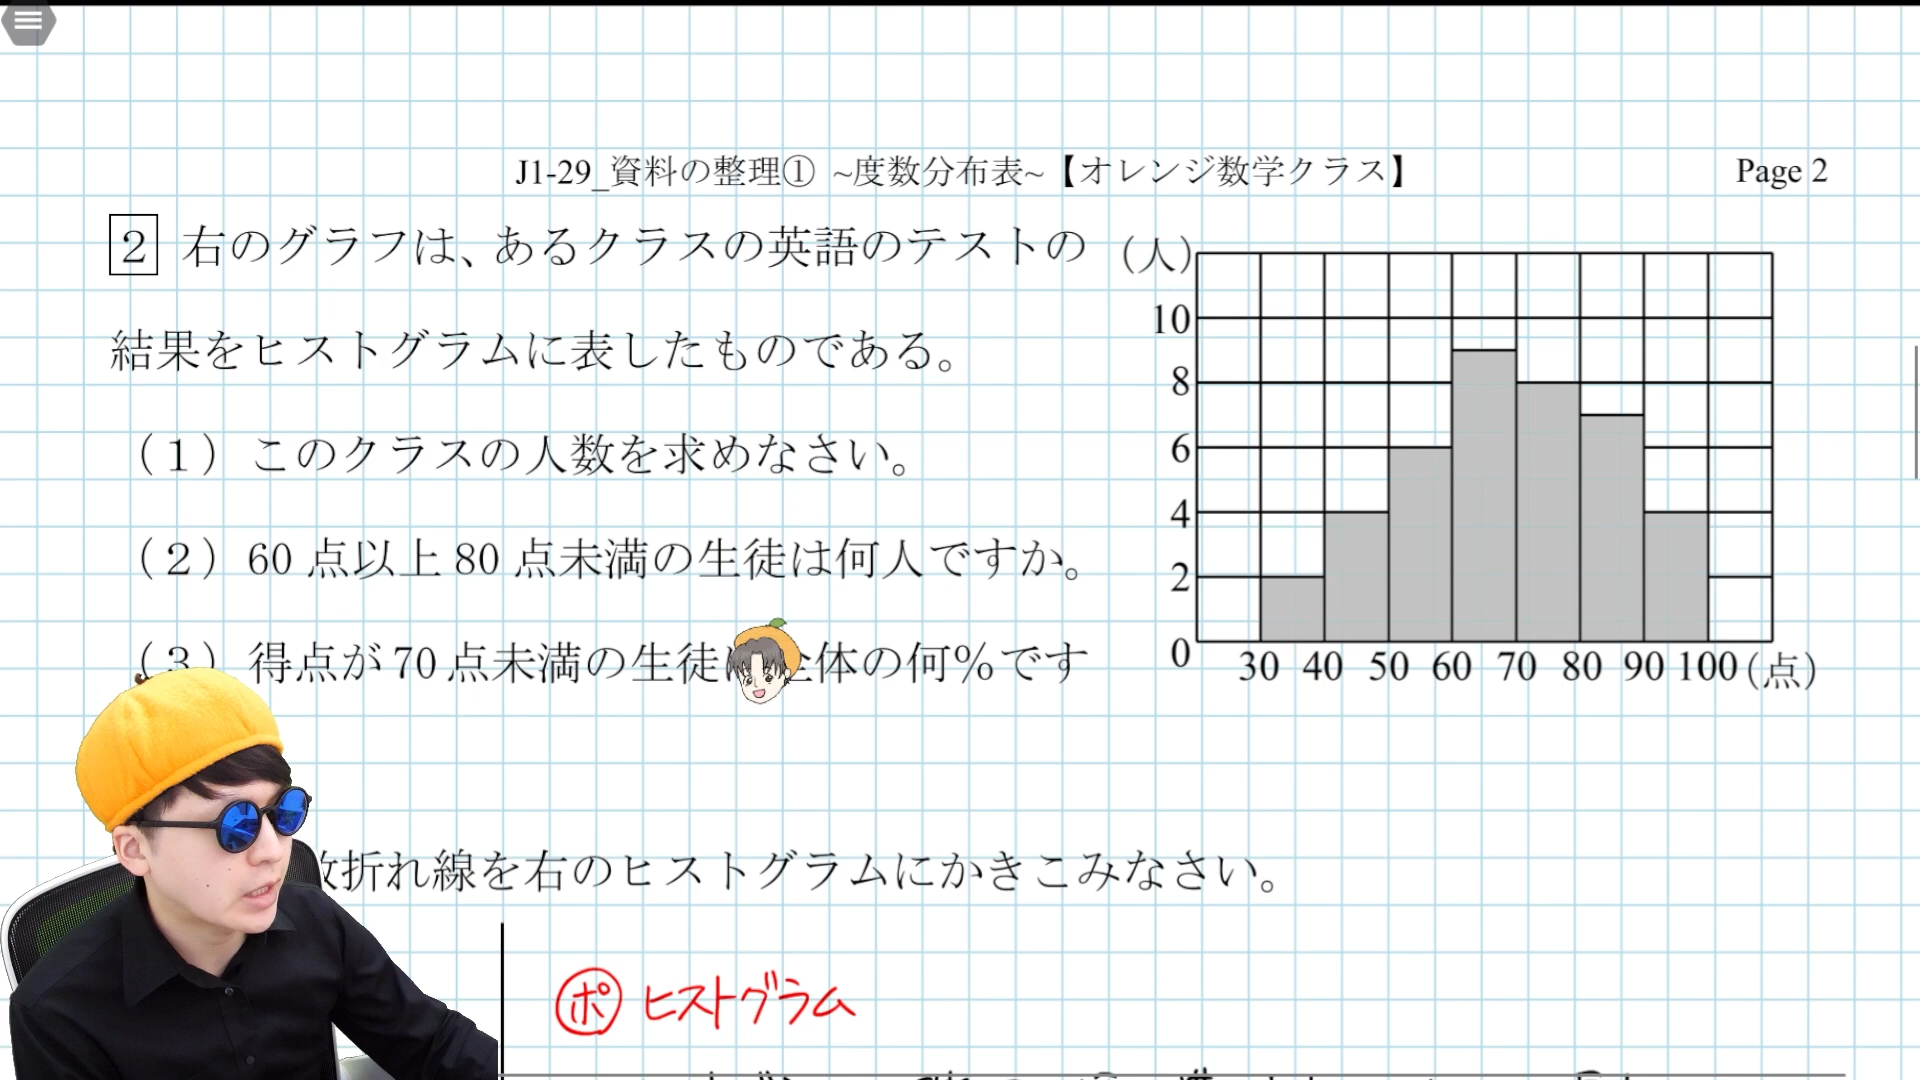 J1-29_資料の整理① ~度数分布表~【オレンジ数学クラス】
Page 2
2 右のグラフは、あるクラスの英語のテストの
結果をヒストグラムに表したものである。
（1）このクラスの人数を求めなさい。
（2）60 点以上 80 点未満の生徒は何人ですか。
（3）得点が 70 点未満の生徒は全体の何％です
折れ線を右のヒストグラムにかきこみなさい。
(人)
10
8
6
4
2
0
30 40 50 60 70 80 90 100 (点)
ポ ヒストグラム